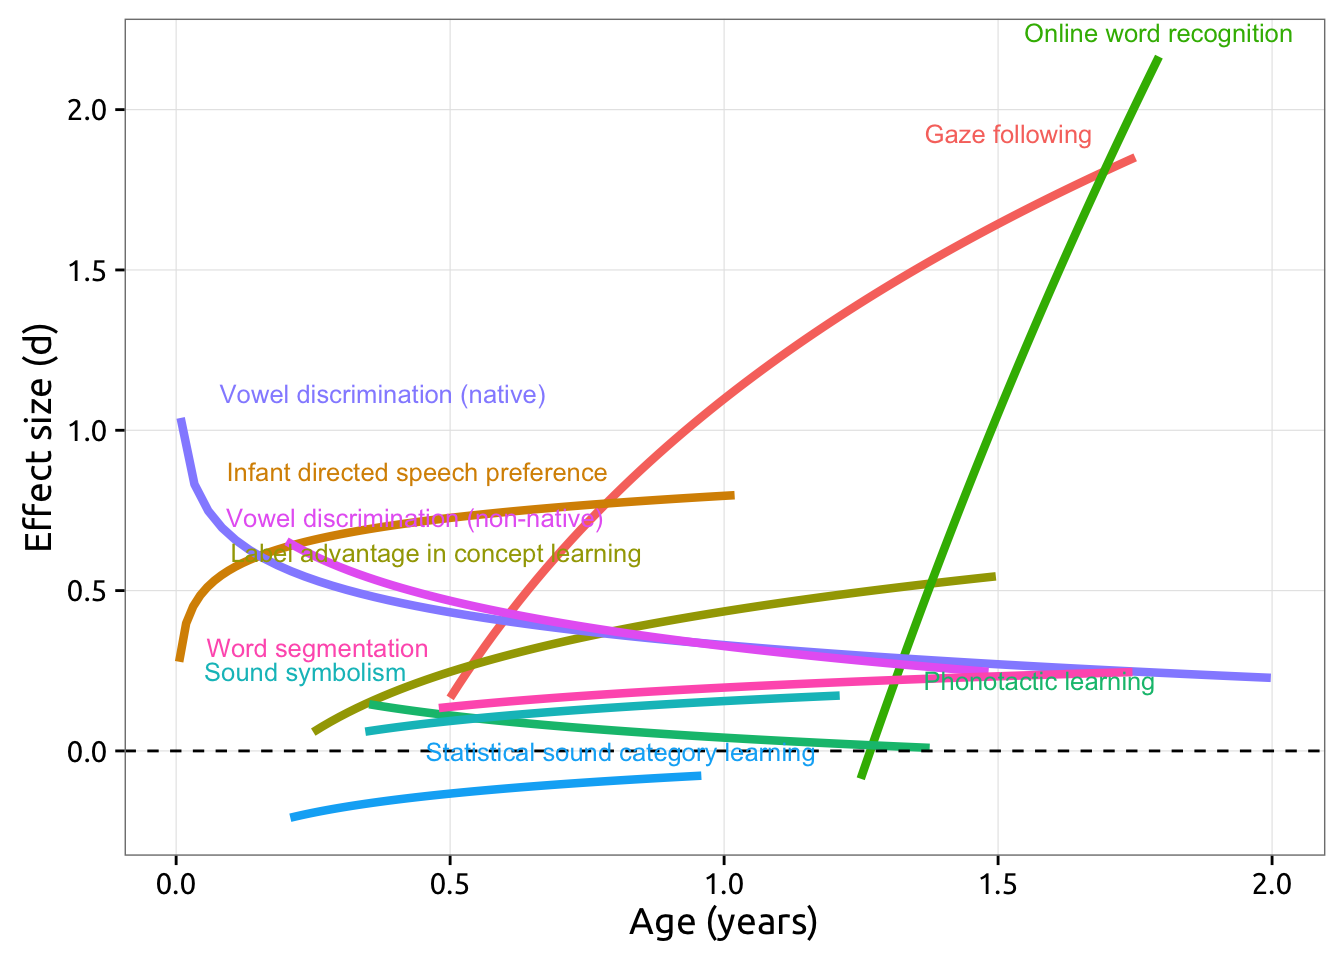 Online word recognition
2.0
Gaze following
1.5
Vowel discrimination (native)
1.0
Infant directed speech preference
Vowel discrimination (non-native)
Label advantage in concept learning
0.5
Word segmentation
Sound symbolism
Phonotactic learning
0.0
Statistical sound category learning
Effect size (d)
0.0 0.5 1.0 1.5 2.0
Age (years)